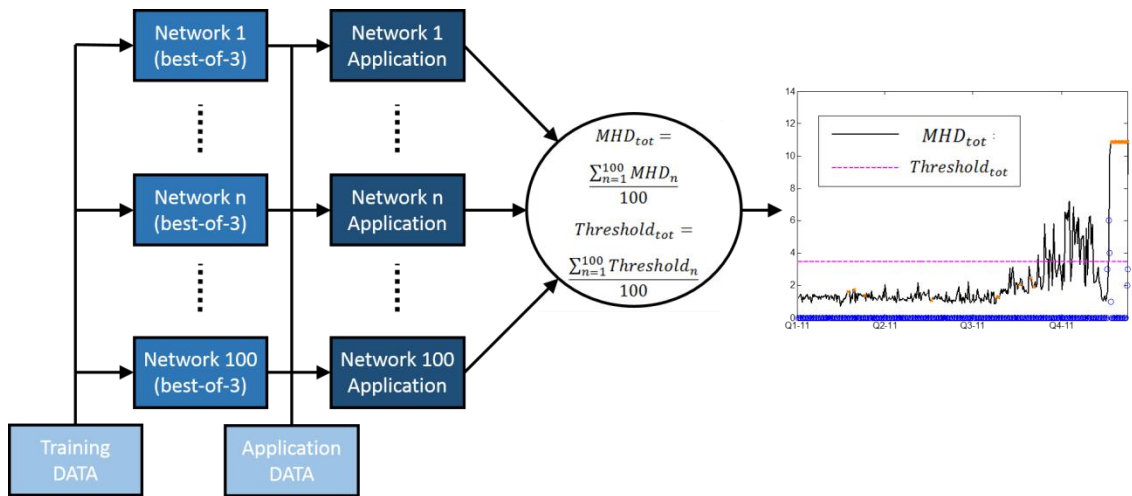 Network 1
(best-of-3)
Network 1
Application
Network n
(best-of-3)
Network n
Application
Network 100
(best-of-3)
Network 100
Application
Training
DATA
Application
DATA
MHD_tot =
∑_{n=1}^{100} MHD_n
100
Threshold_tot =
∑_{n=1}^{100} Threshold_n
100
14
12
10
8
6
4
2
0
MHD_tot :
Threshold_tot
Q1-11
Q2-11
Q3-11
Q4-11